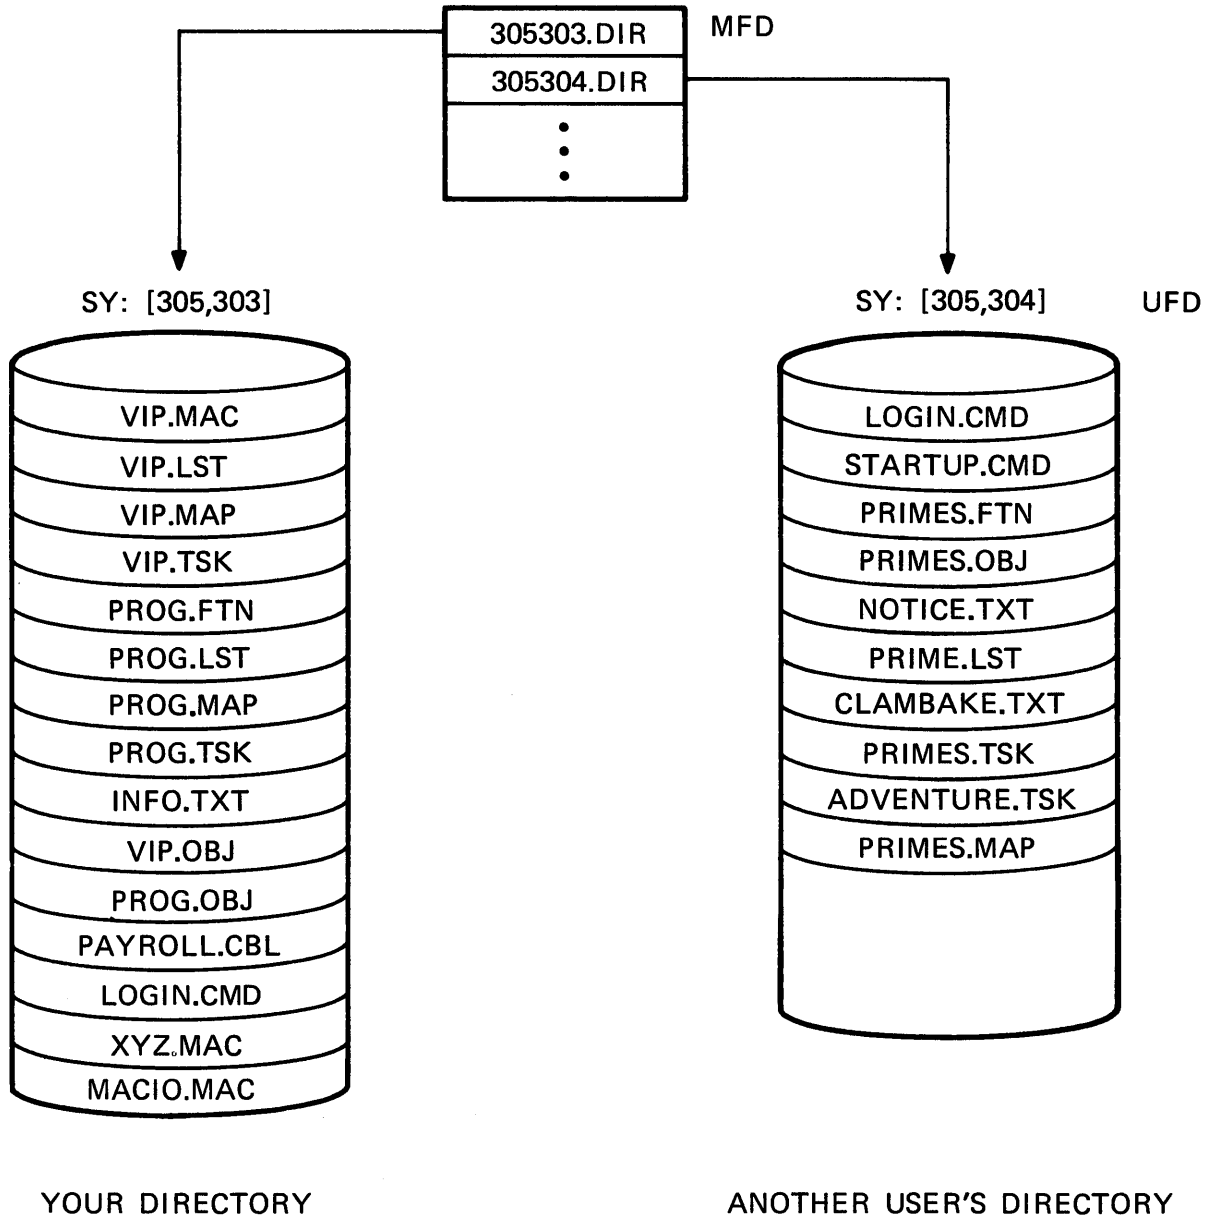 305303.DIR MFD
305304.DIR
SY: [305,303]
VIP.MAC
VIP.LST
VIP.MAP
VIP.TSK
PROG.FTN
PROG.LST
PROG.MAP
PROG.TSK
INFO.TXT
VIP.OBJ
PROG.OBJ
PAYROLL.CBL
LOGIN.CMD
XYZ.MAC
MACIO.MAC
YOUR DIRECTORY
SY: [305,304] UFD
LOGIN.CMD
STARTUP.CMD
PRIMES.FTN
PRIMES.OBJ
NOTICE.TXT
PRIME.LST
CLAMBAKE.TXT
PRIMES.TSK
ADVENTURE.TSK
PRIMES.MAP
ANOTHER USER'S DIRECTORY